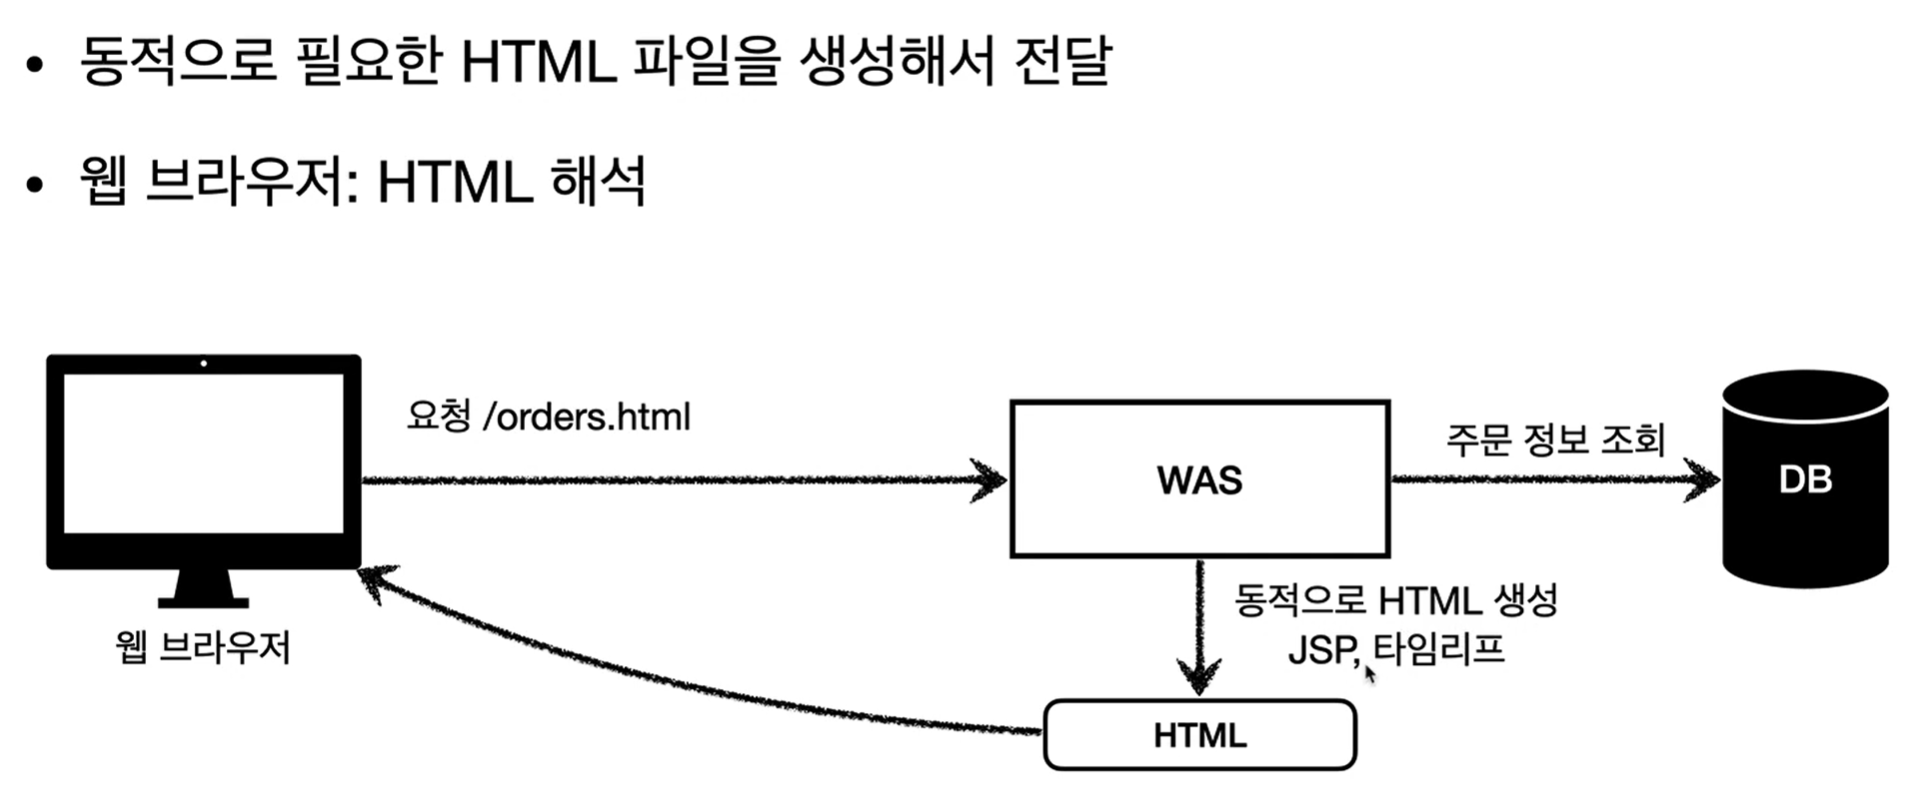 • 동적으로 필요한 HTML 파일을 생성해서 전달
• 웹 브라우저: HTML 해석
요청 /orders.html
주문 정보 조회
WAS
DB
동적으로 HTML 생성
JSP, 타임리프
웹 브라우저
HTML